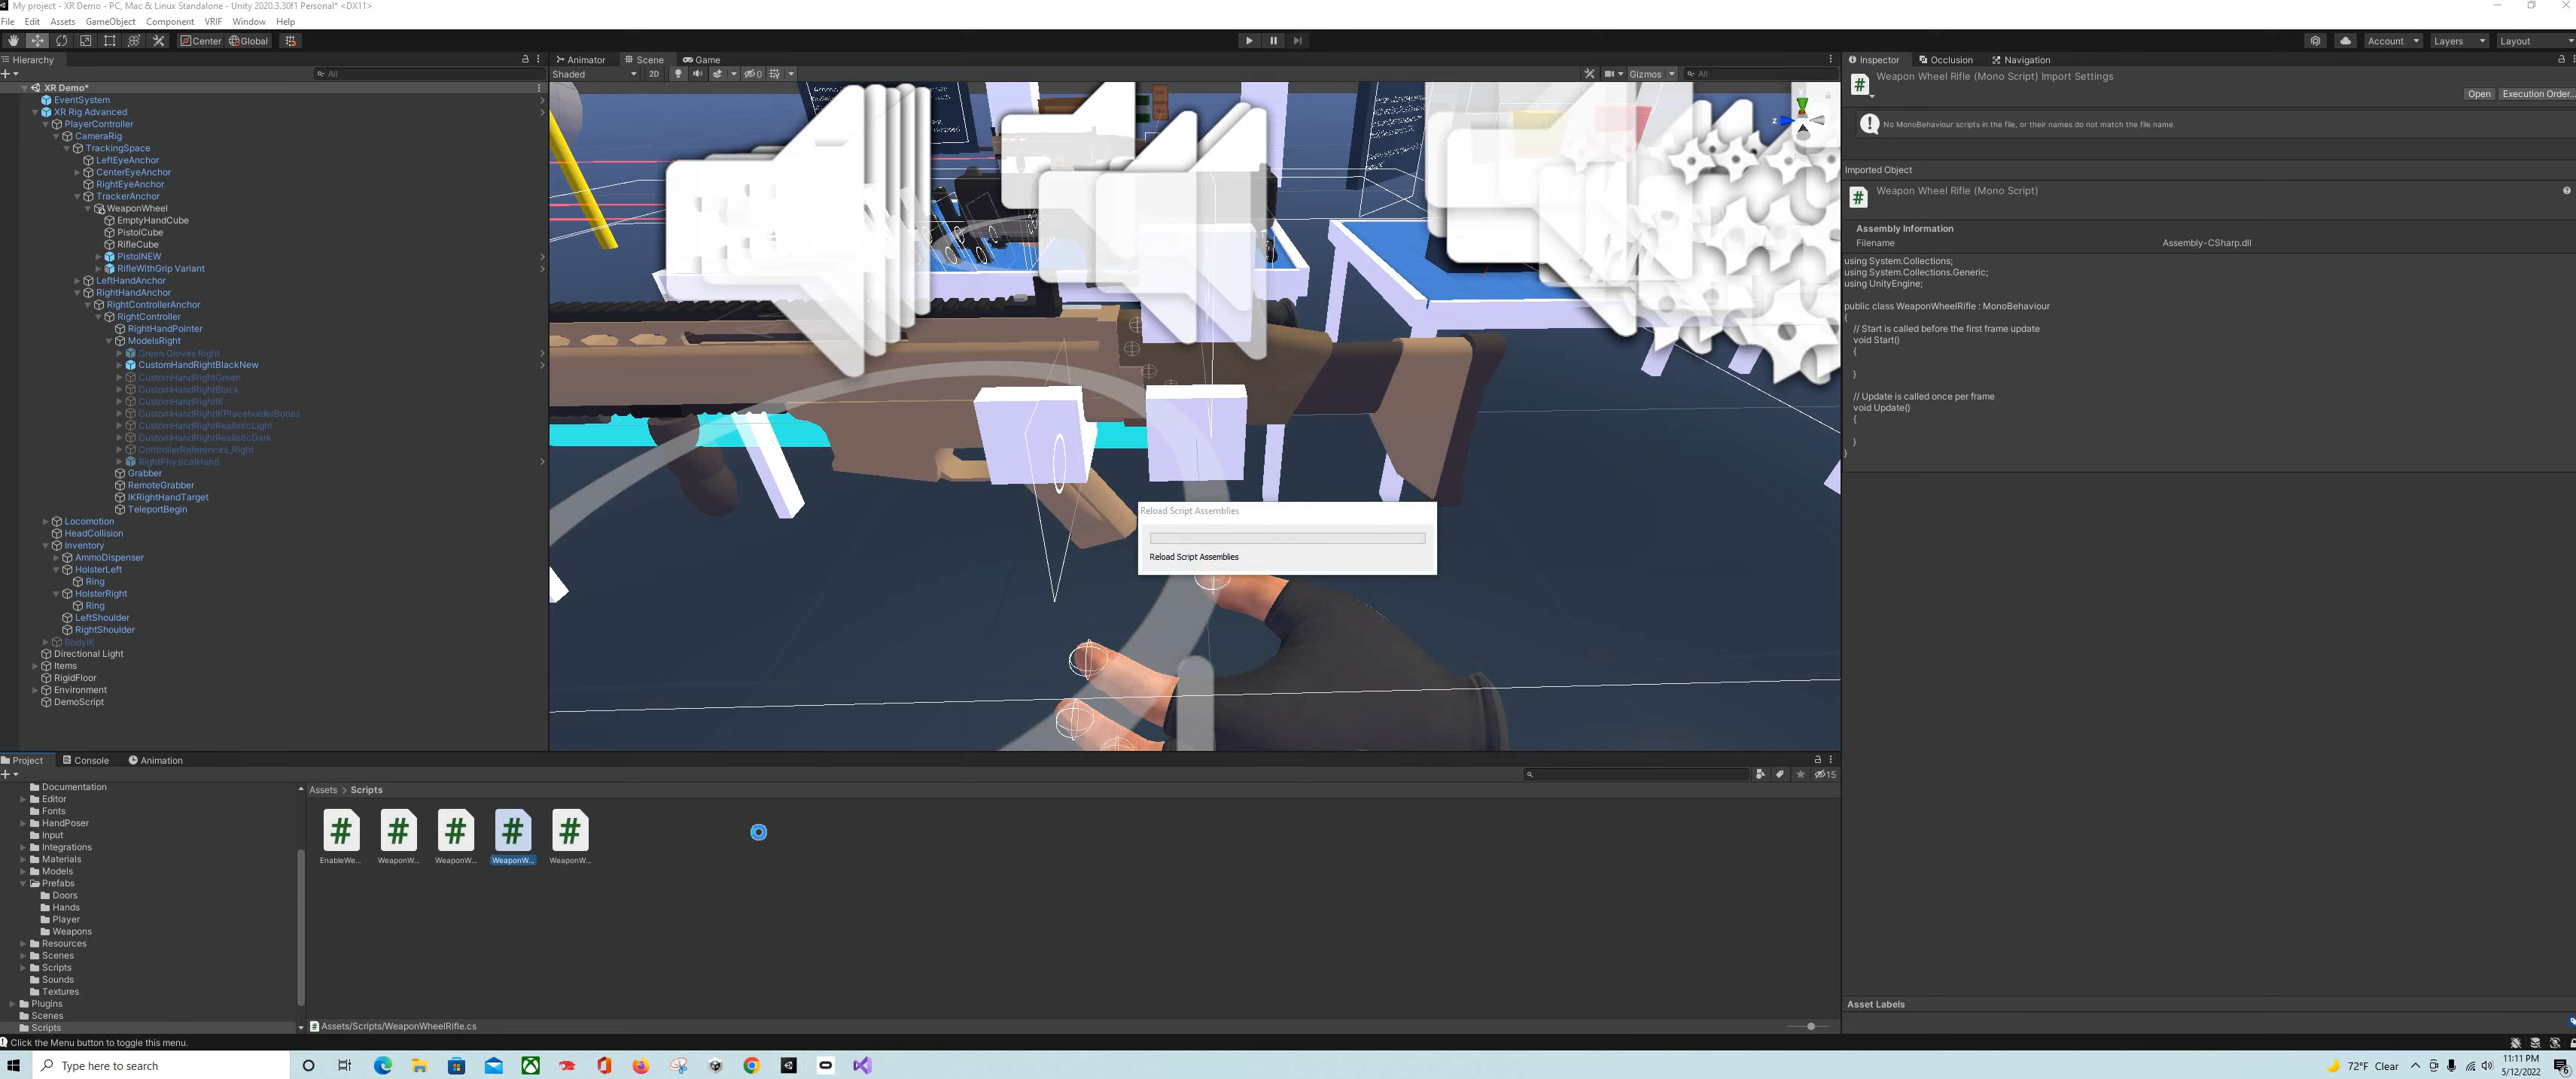 My project - XR Demo - PC, Mac & Linux Standalone - Unity 2020.3.30f1 Personal* <DX11>
File Edit Assets GameObject Component VRIF Window Help
Center Global
Account Layers Layout
Hierarchy
All
XR Demo*
EventSystem
XR Rig Advanced
PlayerController
CameraRig
TrackingSpace
LeftEyeAnchor
CenterEyeAnchor
RightEyeAnchor
TrackerAnchor
WeaponWheel
EmptyHandCube
PistolCube
RifleCube
PistolNEW
RifleWithGrip Variant
LeftHandAnchor
RightHandAnchor
RightControllerAnchor
RightController
RightHandPointer
ModelsRight
Green Gloves Right
CustomHandRightBlackNew
CustomHandRightGreen
CustomHandRightBlack
CustomHandRightIK
CustomHandRightIKPlaceholderBones
CustomHandRightRealisticLight
CustomHandRightRealisticDark
ControllerReferences_Right
RightPhysicalHand
Grabber
RemoteGrabber
IKRightHandTarget
TeleportBegin
Locomotion
HeadCollision
Inventory
AmmoDispenser
HolsterLeft
Ring
HolsterRight
Ring
LeftShoulder
RightShoulder
BodyIK
Directional Light
Items
RigidFloor
Environment
DemoScript
Animator Scene Game
Shaded 2D 0 Gizmos All
y
z
Reload Script Assemblies
Reload Script Assemblies
Inspector Occlusion Navigation
Weapon Wheel Rifle (Mono Script) Import Settings
Open Execution Order...
No MonoBehaviour scripts in the file, or their names do not match the file name.
Imported Object
Weapon Wheel Rifle (Mono Script)
Assembly Information
Filename Assembly-CSharp.dll
using System.Collections;
using System.Collections.Generic;
using UnityEngine;
public class WeaponWheelRifle : MonoBehaviour
{
// Start is called before the first frame update
void Start()
{
}
// Update is called once per frame
void Update()
{
}
}
Asset Labels
Project Console Animation
15
Documentation
Editor
Fonts
HandPoser
Input
Integrations
Materials
Models
Prefabs
Doors
Hands
Player
Weapons
Resources
Scenes
Scripts
Sounds
Textures
Plugins
Scenes
Scripts
Assets > Scripts
EnableWe... WeaponW... WeaponW... WeaponW... WeaponW...
Assets/Scripts/WeaponWheelRifle.cs
Click the Menu button to toggle this menu.
Type here to search
72°F Clear
11:11 PM
5/12/2022
6